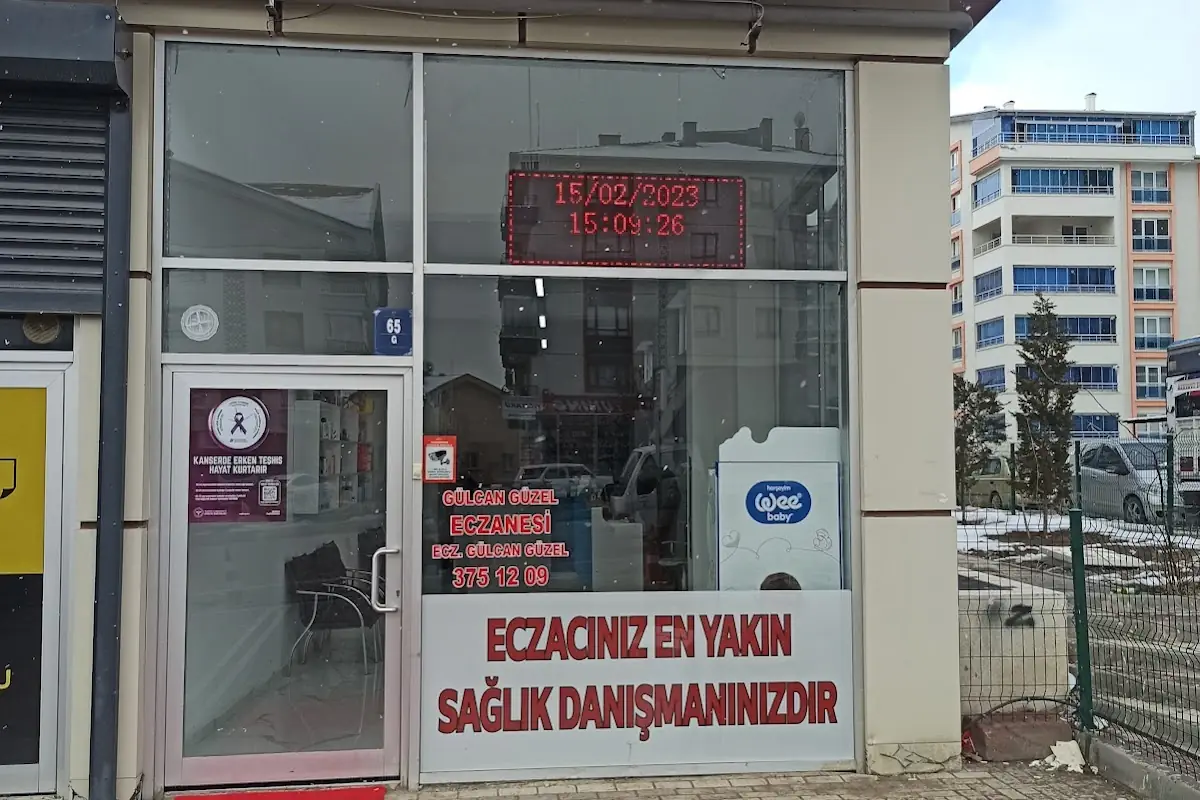 15/02/2023
15:09:26
65
G
KANSERDE ERKEN TEŞHİS
HAYAT KURTARIR
GÜLCAN GÜZEL
ECZANESİ
ECZ. GÜLCAN GÜZEL
375 12 09
harşeyim
Wee
baby
ECZACINIZ EN YAKIN
SAĞLIK DANIŞMANINIZDIR